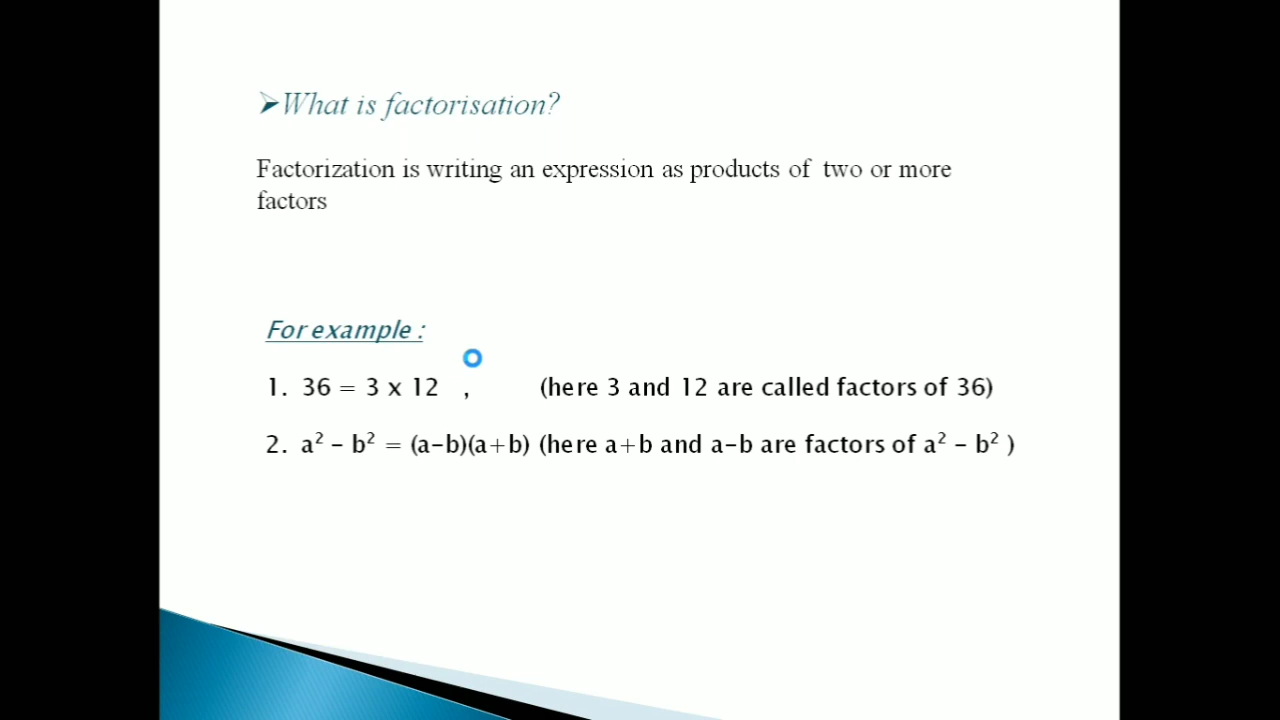 ➢What is factorisation?
Factorization is writing an expression as products of two or more
factors
For example :
1. 36 = 3 x 12 , (here 3 and 12 are called factors of 36)
2. a² – b² = (a–b)(a+b) (here a+b and a–b are factors of a² – b² )